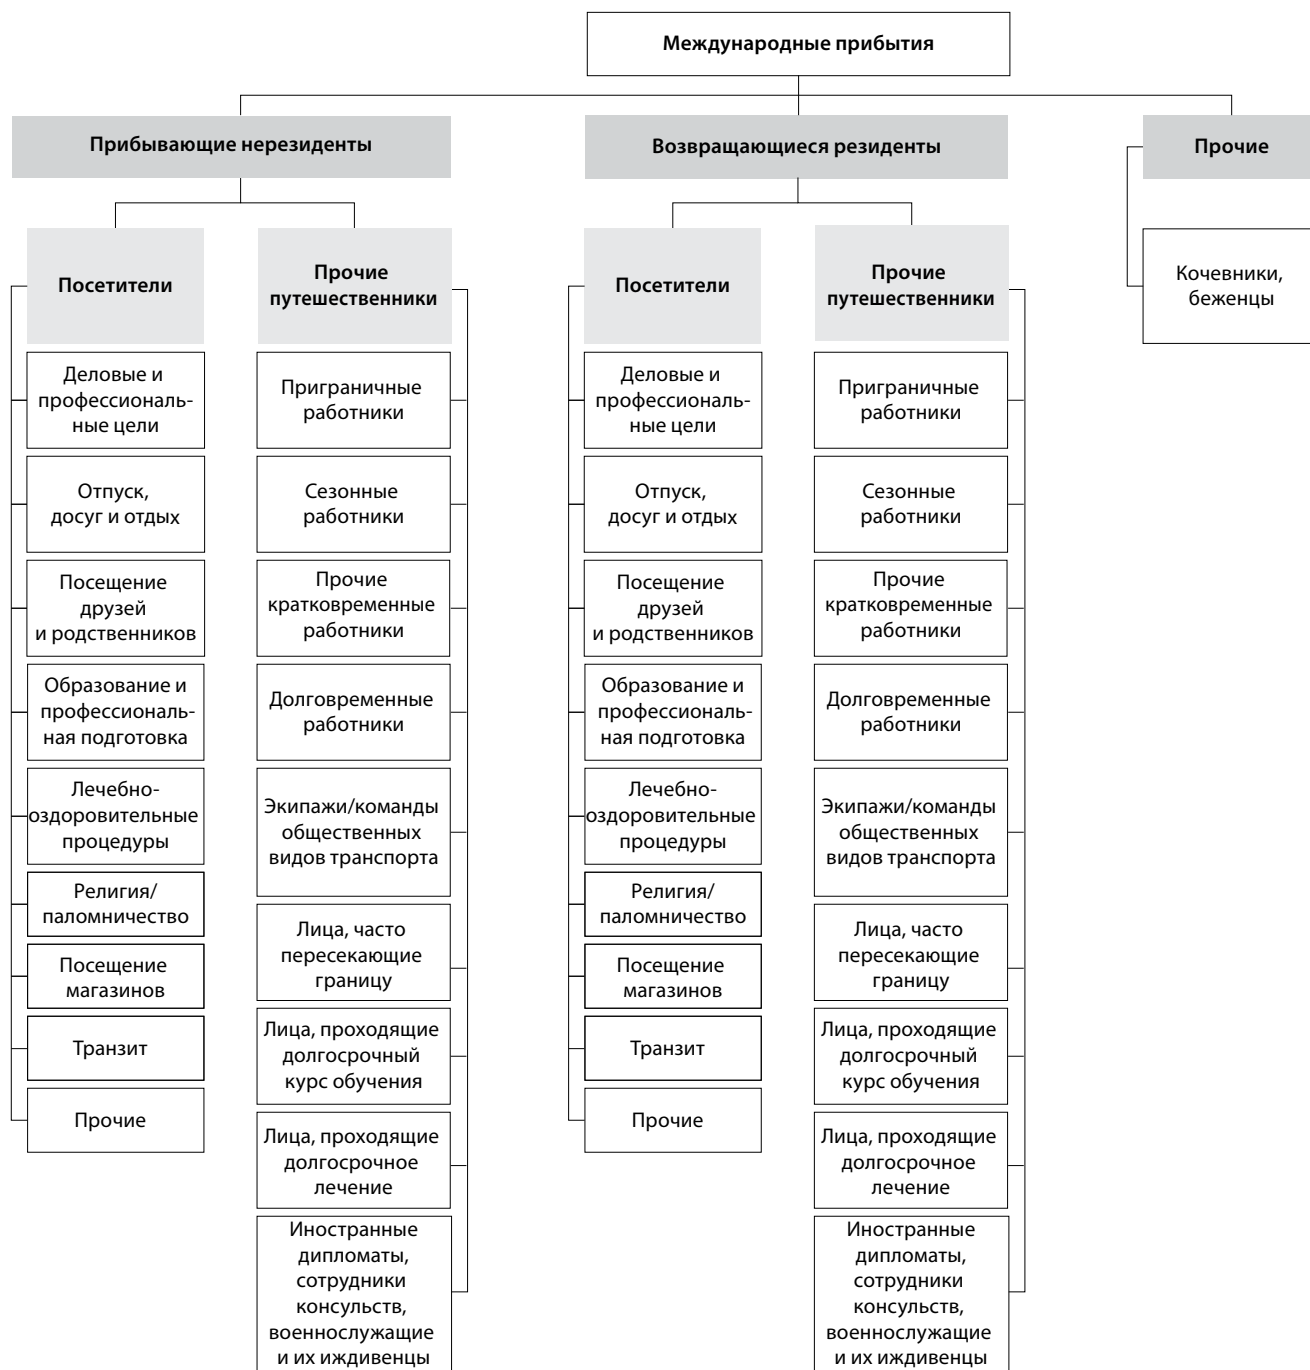 Международные прибытия
Прибывающие нерезиденты
Возвращающиеся резиденты
Прочие
Посетители
Прочие
путешественники
Посетители
Прочие
путешественники
Кочевники,
беженцы
Деловые и
профессиональ-
ные цели
Отпуск,
досуг и отдых
Посещение
друзей
и родственников
Образование и
профессиональ-
ная подготовка
Лечебно-
оздоровительные
процедуры
Религия/
паломничество
Посещение
магазинов
Транзит
Прочие
Приграничные
работники
Сезонные
работники
Прочие
кратковременные
работники
Долговременные
работники
Экипажи/команды
общественных
видов транспорта
Лица, часто
пересекающие
границу
Лица, проходящие
долгосрочный
курс обучения
Лица, проходящие
долгосрочное
лечение
Иностранные
дипломаты,
сотрудники
консульств,
военнослужащие
и их иждивенцы
Деловые и
профессиональ-
ные цели
Отпуск,
досуг и отдых
Посещение
друзей
и родственников
Образование и
профессиональ-
ная подготовка
Лечебно-
оздоровительные
процедуры
Религия/
паломничество
Посещение
магазинов
Транзит
Прочие
Приграничные
работники
Сезонные
работники
Прочие
кратковременные
работники
Долговременные
работники
Экипажи/команды
общественных
видов транспорта
Лица, часто
пересекающие
границу
Лица, проходящие
долгосрочный
курс обучения
Лица, проходящие
долгосрочное
лечение
Иностранные
дипломаты,
сотрудники
консульств,
военнослужащие
и их иждивенцы